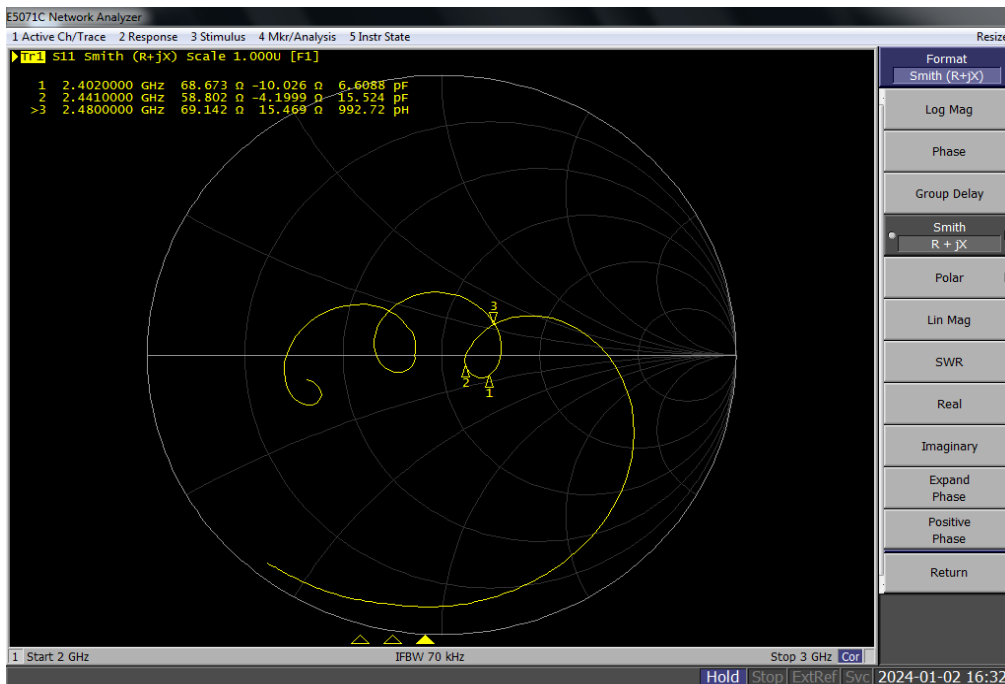 E5071C Network Analyzer
1 Active Ch/Trace 2 Response 3 Stimulus 4 Mkr/Analysis 5 Instr State
Resize
Tr1 S11 Smith (R+jX) Scale 1.000U [F1]
1 2.4020000 GHz 68.673 Ω -10.026 Ω 6.6088 pF
2 2.4410000 GHz 58.802 Ω -4.1999 Ω 15.524 pF
>3 2.4800000 GHz 69.142 Ω 15.469 Ω 992.72 pH
3
2
1
Format
Smith (R+jX)
Log Mag
Phase
Group Delay
Smith
R + jX
Polar
Lin Mag
SWR
Real
Imaginary
Expand
Phase
Positive
Phase
Return
1 Start 2 GHz IFBW 70 kHz Stop 3 GHz Cor
Hold Stop ExtRef Svc 2024-01-02 16:32